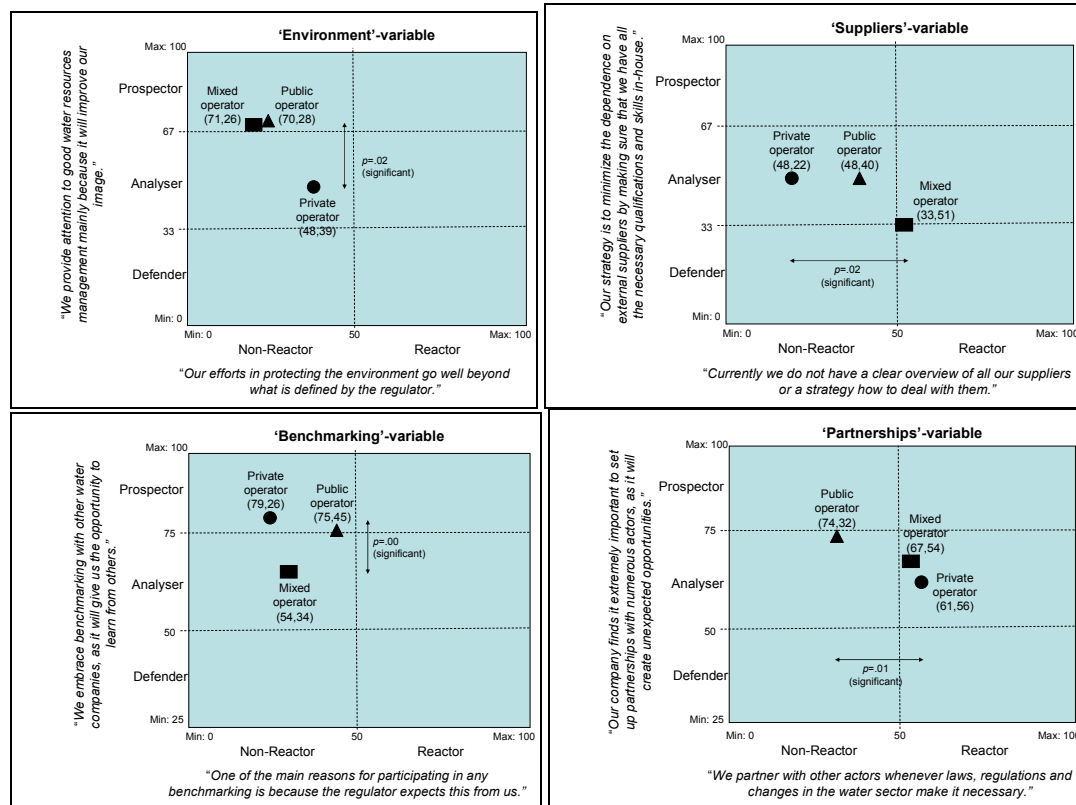 'Environment'-variable
"We provide attention to good water resources
management mainly because it will improve our
image."
Max: 100
Prospector
67
Analyser
33
Defender
Min: 0
Mixed
operator
(71,26)
Public
operator
(70,28)
p=.02
(significant)
Private
operator
(48,39)
Min: 0
50
Max: 100
Non-Reactor
Reactor
"Our efforts in protecting the environment go well beyond
what is defined by the regulator."
'Suppliers'-variable
"Our strategy is to minimize the dependence on
external suppliers by making sure that we have all
the necessary qualifications and skills in-house."
Max: 100
Prospector
67
Analyser
33
Defender
Min: 0
Private
operator
(48,22)
Public
operator
(48,40)
Mixed
operator
(33,51)
p=.02
(significant)
Min: 0
50
Max: 100
Non-Reactor
Reactor
"Currently we do not have a clear overview of all our suppliers
or a strategy how to deal with them."
'Benchmarking'-variable
"We embrace benchmarking with other water
companies, as it will give us the opportunity to
learn from others."
Max: 100
Prospector
75
Analyser
50
Defender
Min: 25
Private
operator
(79,26)
Public
operator
(75,45)
p=.00
(significant)
Mixed
operator
(54,34)
Min: 0
50
Max: 100
Non-Reactor
Reactor
"One of the main reasons for participating in any
benchmarking is because the regulator expects this from us."
'Partnerships'-variable
"Our company finds it extremely important to set
up partnerships with numerous actors, as it will
create unexpected opportunities."
Max: 100
Prospector
75
Analyser
50
Defender
Min: 25
Public
operator
(74,32)
Mixed
operator
(67,54)
Private
operator
(61,56)
p=.01
(significant)
Min: 0
50
Max: 100
Non-Reactor
Reactor
"We partner with other actors whenever laws, regulations and
changes in the water sector make it necessary."